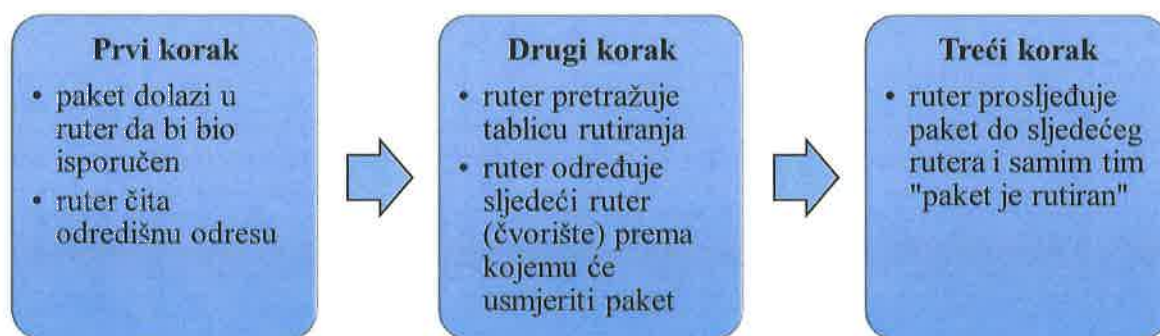 Prvi korak
• paket dolazi u
ruter da bi bio
isporučen
• ruter čita
odredišnu odresu
Drugi korak
• ruter pretražuje
tablicu rutiranja
• ruter određuje
sljedeći ruter
(čvorište) prema
kojemu će
usmjeriti paket
Treći korak
• ruter prosljeđuje
paket do sljedećeg
rutera i samim tim
"paket je rutiran"